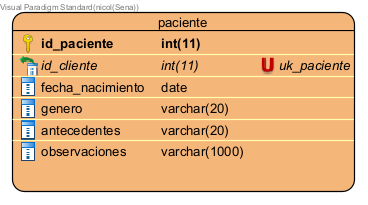 Visual Paradigm Standard(nicol(Sena))
paciente
id_paciente int(11)
id_cliente int(11) U uk_paciente
fecha_nacimiento date
genero varchar(20)
antecedentes varchar(20)
observaciones varchar(1000)